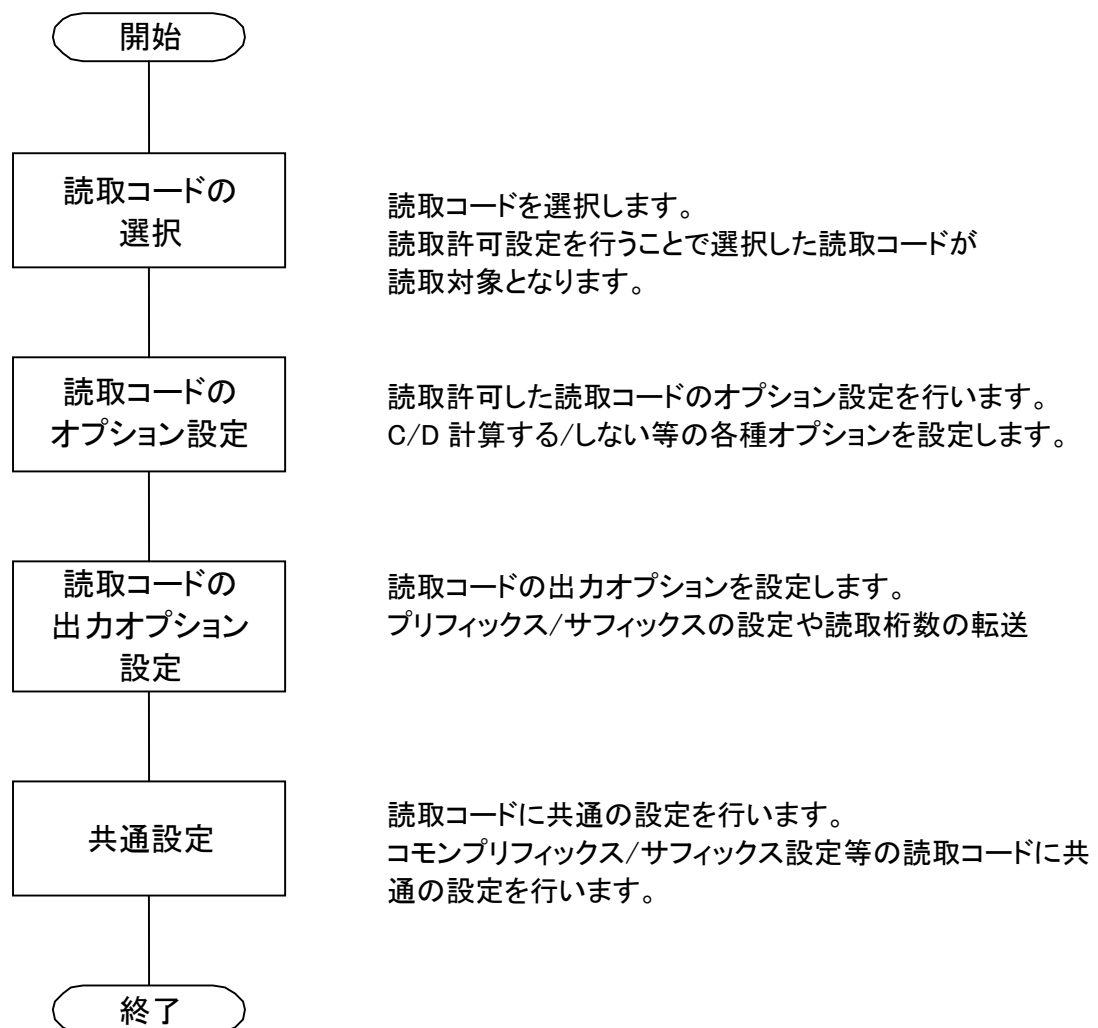 開始
読取コードの
選択
読取コードを選択します。
読取許可設定を行うことで選択した読取コードが
読取対象となります。
読取コードの
オプション設定
読取許可した読取コードのオプション設定を行います。
C/D 計算する/しない等の各種オプションを設定します。
読取コードの
出力オプション
設定
読取コードの出力オプションを設定します。
プリフィックス/サフィックスの設定や読取桁数の転送
共通設定
読取コードに共通の設定を行います。
コモンプリフィックス/サフィックス設定等の読取コードに共
通の設定を行います。
終了